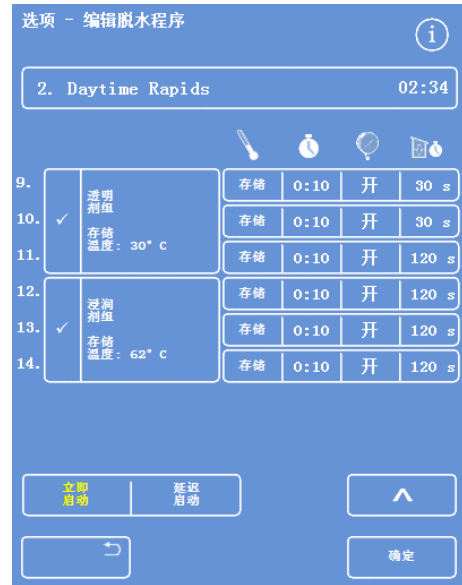 选项 - 编辑脱水程序
i
2. Daytime Rapids 02:34
9. 存储 0:10 开 30 s
透明
剂组
10. ✓ 存储 0:10 开 30 s
存储
温度: 30° C
11. 存储 0:10 开 120 s
12. 存储 0:10 开 120 s
浸润
剂组
13. ✓ 存储 0:10 开 120 s
存储
温度: 62° C
14. 存储 0:10 开 120 s
立即
启动
延迟
启动
确定